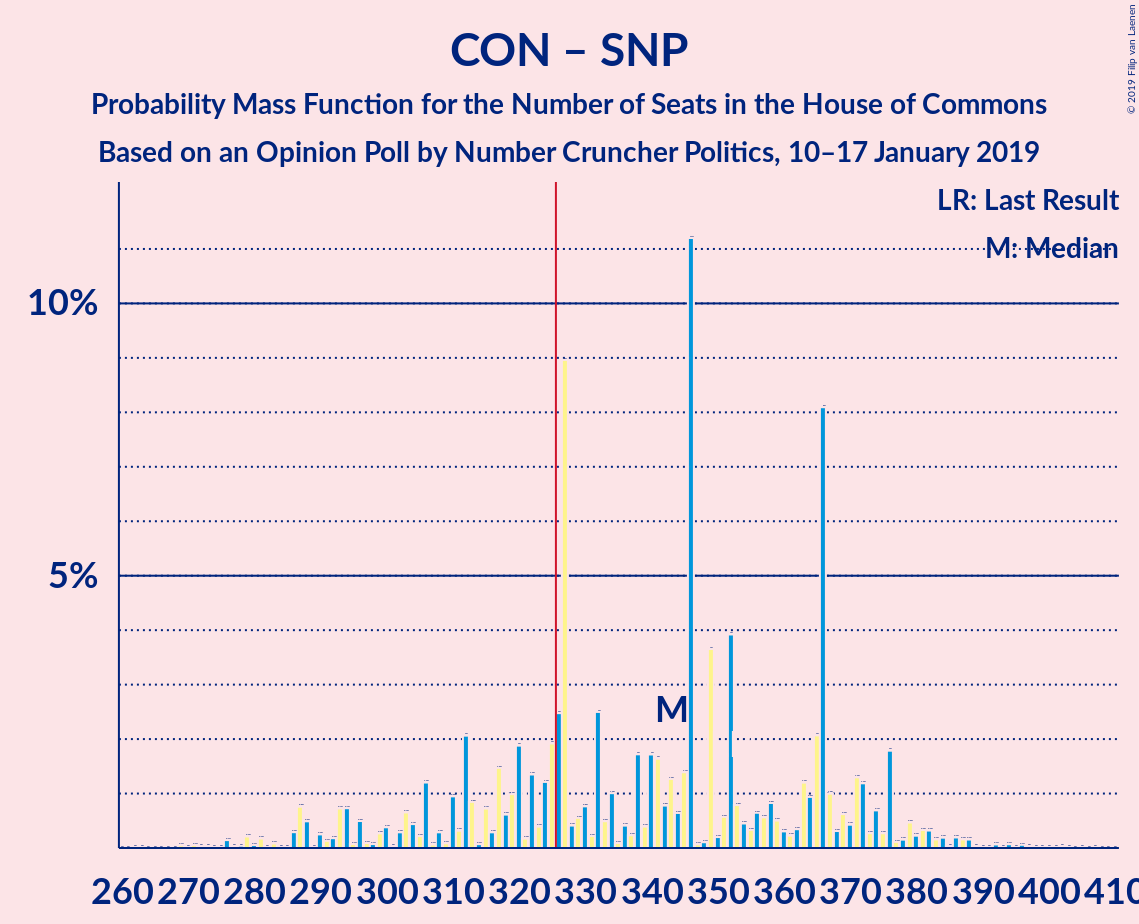 CON – SNP
Probability Mass Function for the Number of Seats in the House of Commons
Based on an Opinion Poll by Number Cruncher Politics, 10–17 January 2019
© 2019 Filip van Laenen
LR: Last Result
M: Median
10%
5%
M
260 270 280 290 300 310 320 330 340 350 360 370 380 390 400 410